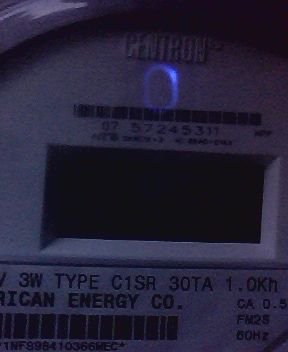 CENTRON
07 57245311
V 3W TYPE C1SR 30TA 1.0Kh
RICAN ENERGY CO.
CA 0.5
FM2S
60Hz